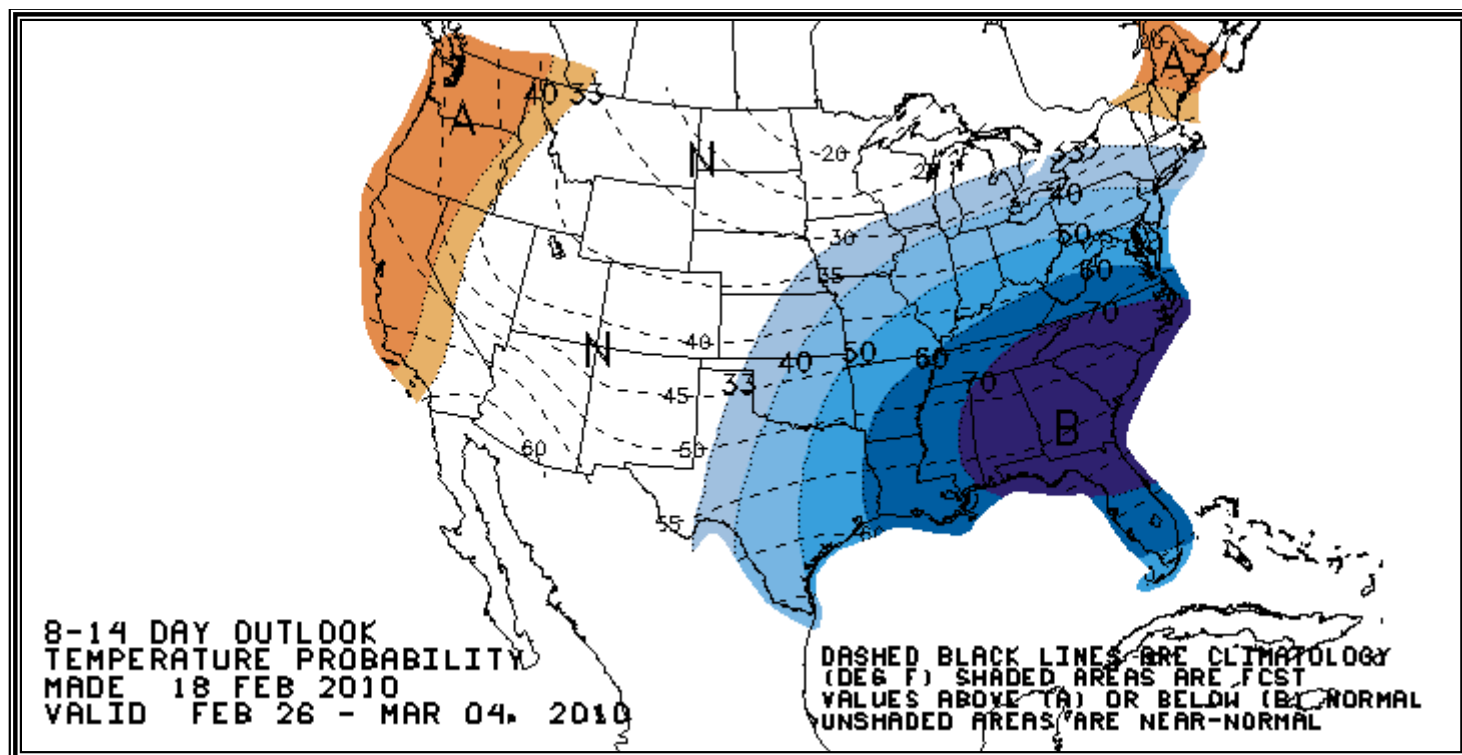 A
40 33
A
N
20
33
40
50
60
70
30
35
N
40
45
50
60
33
40
50
60
70
B
55
8-14 DAY OUTLOOK
TEMPERATURE PROBABILITY
MADE 18 FEB 2010
VALID FEB 26 - MAR 04, 2010
DASHED BLACK LINES ARE CLIMATOLOGY
(DEG F) SHADED AREAS ARE FCST
VALUES ABOVE (A) OR BELOW (B) NORMAL
UNSHADED AREAS ARE NEAR-NORMAL